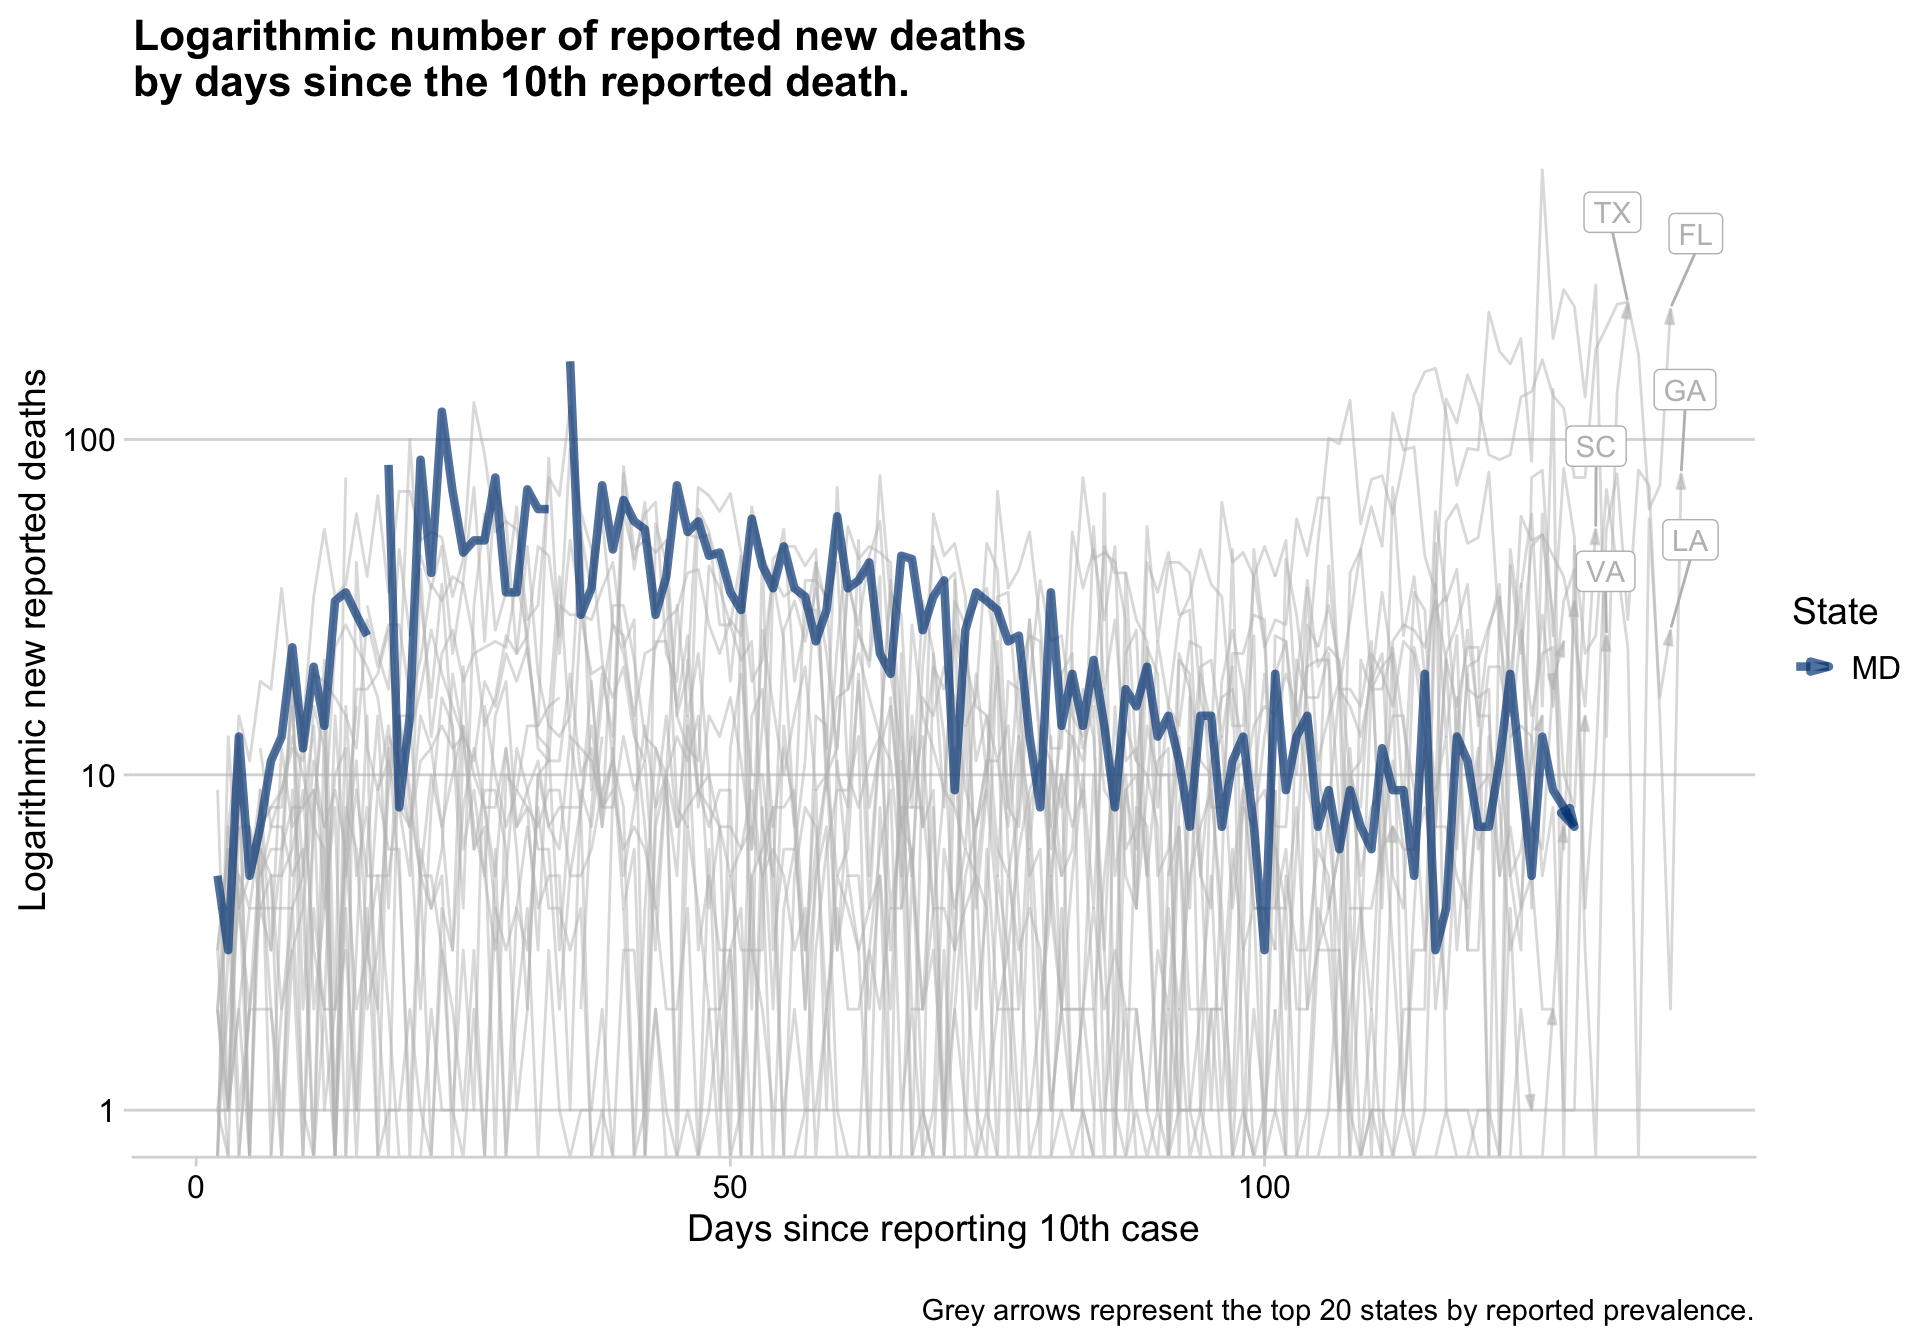 Logarithmic number of reported new deaths
by days since the 10th reported death.
TX
FL
GA
SC
LA
VA
Logarithmic new reported deaths
100
10
1
0
50
100
Days since reporting 10th case
State
MD
Grey arrows represent the top 20 states by reported prevalence.